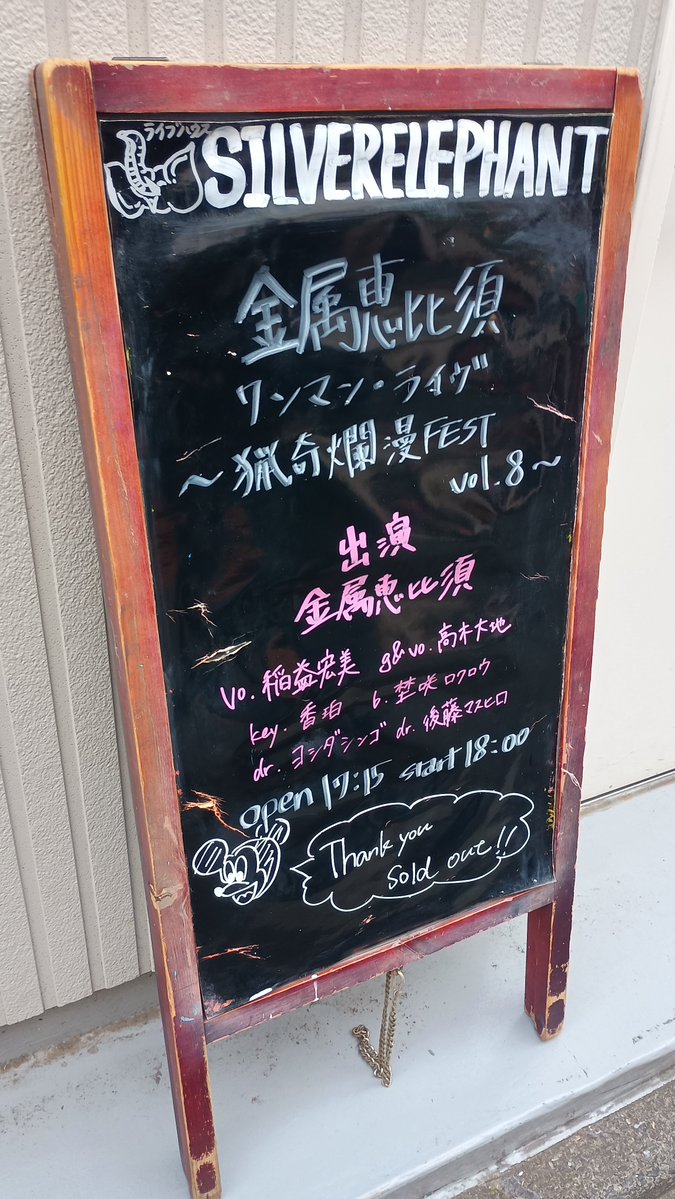 ライブハウス
SILVERELEPHANT
金属恵比須
ワンマン・ライヴ
～猟奇爛漫FEST
vol.8～
出演
金属恵比須
vo. 稲益宏美 g&vo. 高木大地
key. 香珀 b. 埜咲ロクロウ
dr. ヨシダシンゴ dr. 後藤マスヒロ
open 17:15 start 18:00
Thank you
sold out!!